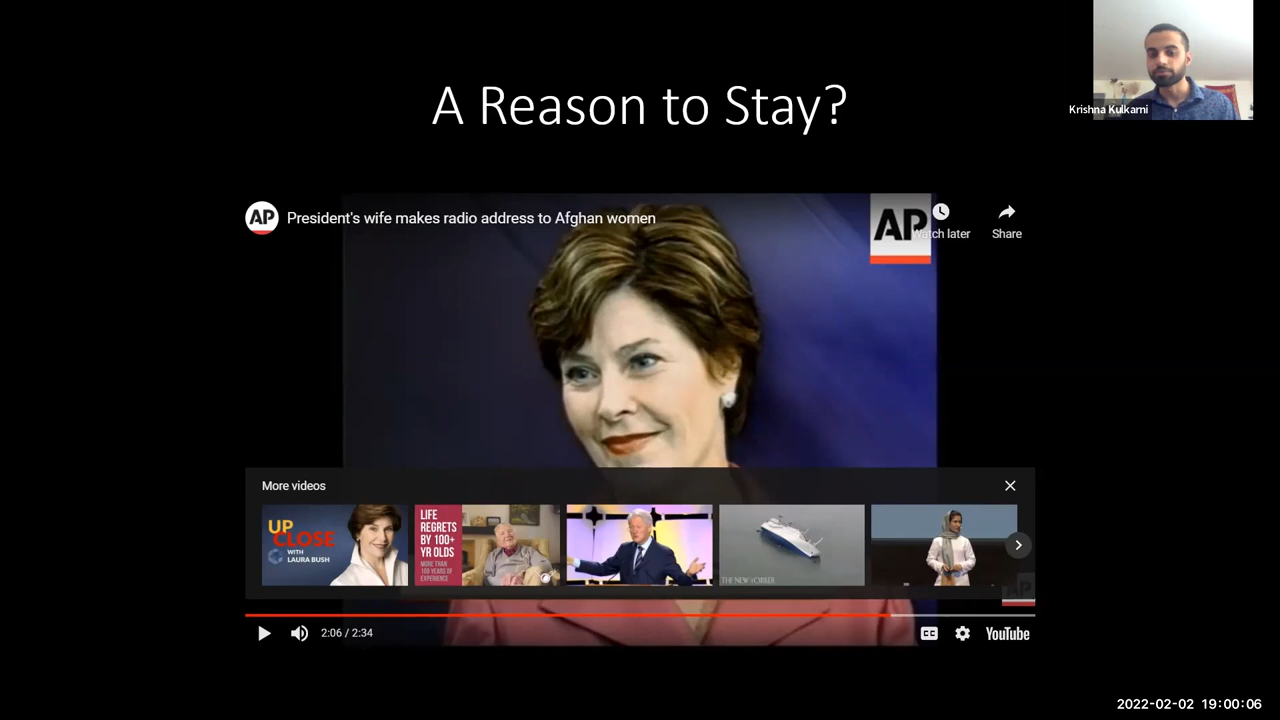 A Reason to Stay?
Krishna Kulkarni
AP
President's wife makes radio address to Afghan women
AP
Watch later
Share
More videos
UP
CLOSE
WITH
LAURA BUSH
LIFE
REGRETS
BY 100+
YR OLDS
MORE THAN
100 YEARS OF
EXPERIENCE
THE NEW YORKER
AP
2:06 / 2:34
CC
YouTube
2022-02-02 19:00:06